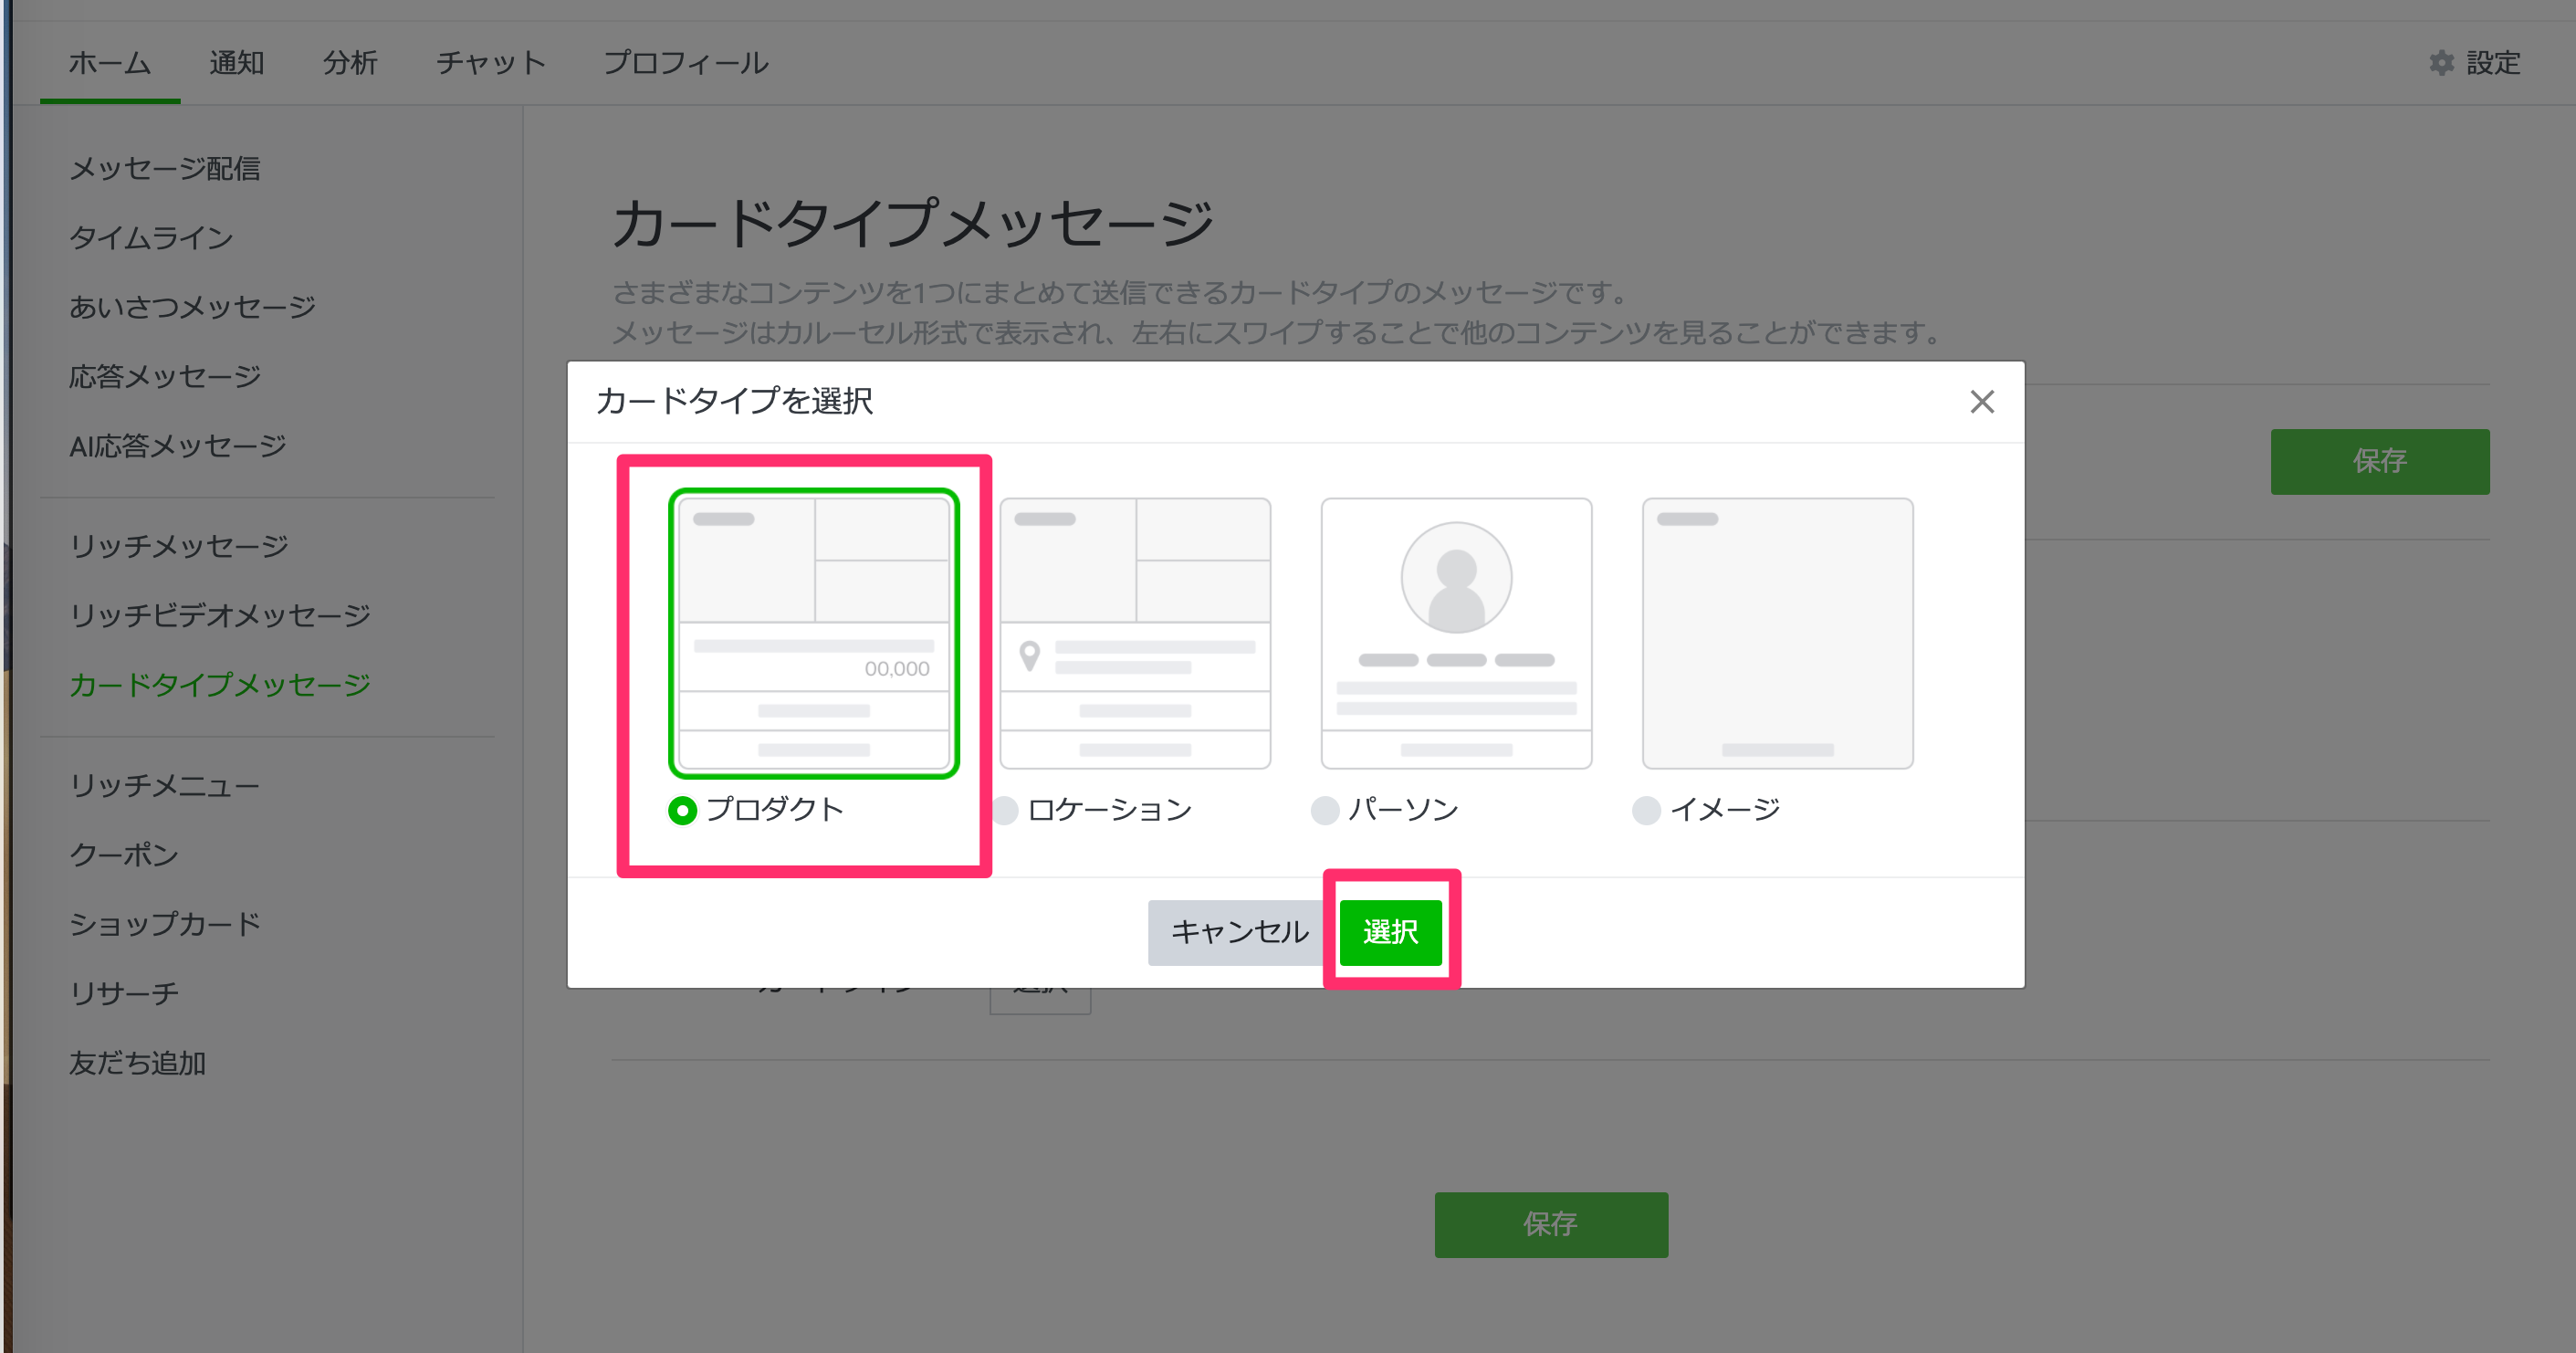 ホーム 通知 分析 チャット プロフィール 設定
メッセージ配信
タイムライン
あいさつメッセージ
応答メッセージ
AI応答メッセージ
リッチメッセージ
リッチビデオメッセージ
カードタイプメッセージ
リッチメニュー
クーポン
ショップカード
リサーチ
友だち追加
カードタイプメッセージ
さまざまなコンテンツを1つにまとめて送信できるカードタイプのメッセージです。
メッセージはカルーセル形式で表示され、左右にスワイプすることで他のコンテンツを見ることができます。
保存
カードタイプを選択
00,000
プロダクト ロケーション パーソン イメージ
キャンセル 選択
保存